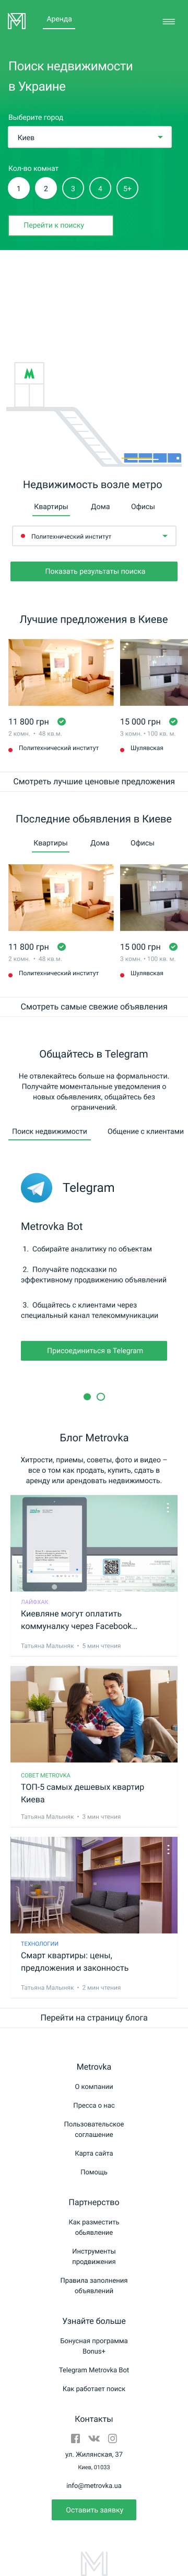 Аренда
Поиск недвижимости
в Украине
Выберите город
Киев
Кол-во комнат
1 2 3 4 5+
Перейти к поиску
Недвижимость возле метро
Квартиры Дома Офисы
Политехнический институт
Показать результаты поиска
Лучшие предложения в Киеве
11 800 грн 15 000 грн
2 комн. • 48 кв.м. 3 комн. • 100 кв. м.
Политехнический институт Шулявская
Смотреть лучшие ценовые предложения
Последние обьявления в Киеве
Квартиры Дома Офисы
11 800 грн 15 000 грн
2 комн. • 48 кв.м. 3 комн. • 100 кв. м.
Политехнический институт Шулявская
Смотреть самые свежие объявления
Общайтесь в Telegram
Не отвлекайтесь больше на формальности.
Получайте моментальные уведомления о
новых обьявлениях, общайтесь без
ограничений.
Поиск недвижимости Общение с клиентами
Telegram
Metrovka Bot
1. Собирайте аналитику по объектам
2. Получайте подсказки по
эффективному продвижению объявлений
3. Общайтесь с клиентами через
специальный канал телекоммуникации
Присоединиться в Telegram
Блог Metrovka
Хитрости, приемы, советы, фото и видео –
все о том как продать, купить, сдать в
аренду или арендовать недвижимость.
ЛАЙФХАК
Киевляне могут оплатить
коммуналку через Facebook...
Татьяна Малыняк • 5 мин чтения
СОВЕТ METROVKA
ТОП-5 самых дешевых квартир
Киева
Татьяна Малыняк • 3 мин чтения
ТЕХНОЛОГИИ
Смарт квартиры: цены,
предложения и законность
Татьяна Малыняк • 2 мин чтения
Перейти на страницу блога
Metrovka
О компании
Пресса о нас
Пользовательское
соглашение
Карта сайта
Помощь
Партнерство
Как разместить
обьявление
Инструменты
продвижения
Правила заполнения
объявлений
Узнайте больше
Бонусная программа
Bonus+
Telegram Metrovka Bot
Как работает поиск
Контакты
ул. Жилянская, 37
Киев, 01033
info@metrovka.ua
Оставить заявку